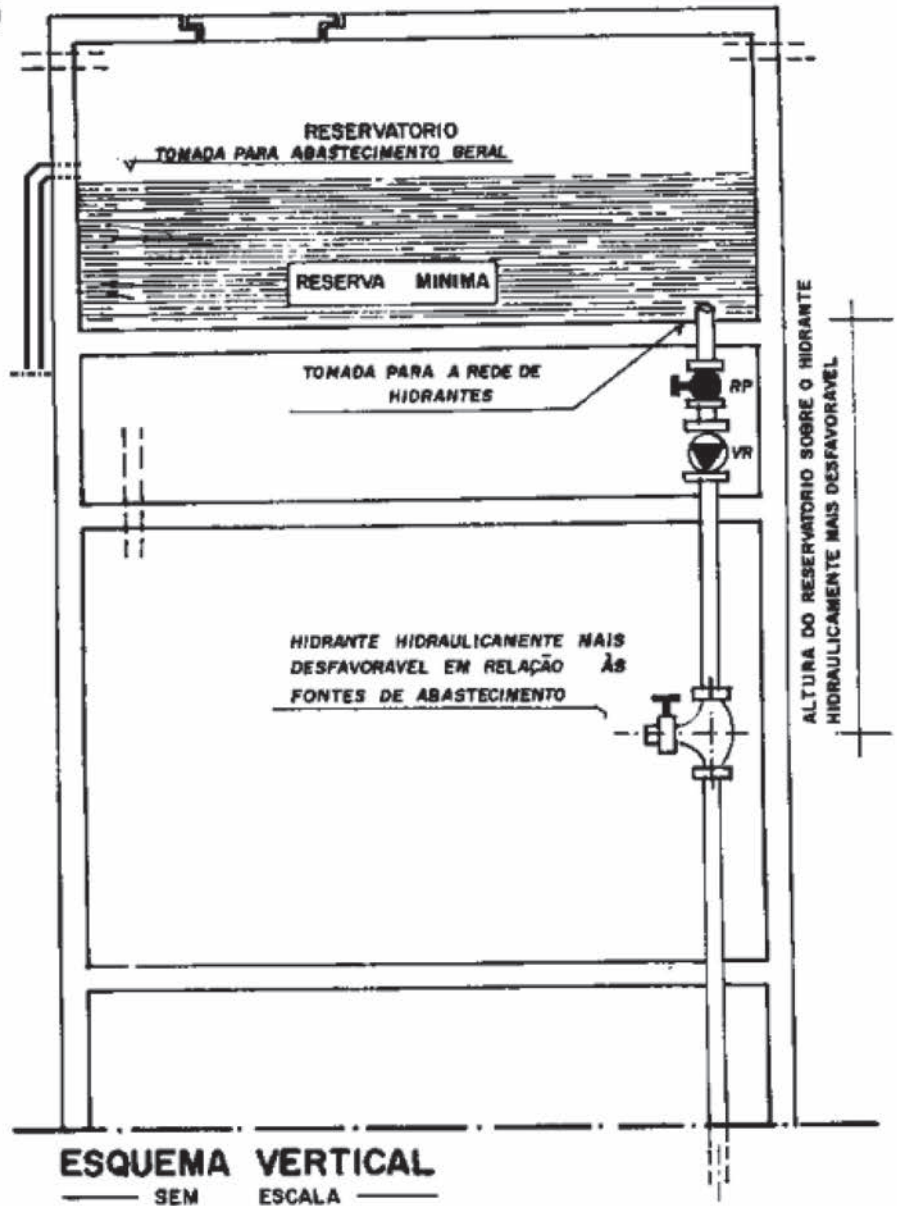 RESERVATORIO
TOMADA PARA ABASTECIMENTO GERAL
RESERVA MINIMA
TOMADA PARA A REDE DE
HIDRANTES
RP
VR
ALTURA DO RESERVATORIO SOBRE O HIDRANTE
HIDRAULICAMENTE MAIS DESFAVORAVEL
HIDRANTE HIDRAULICAMENTE MAIS
DESFAVORAVEL EM RELAÇÃO ÀS
FONTES DE ABASTECIMENTO
ESQUEMA VERTICAL
SEM ESCALA